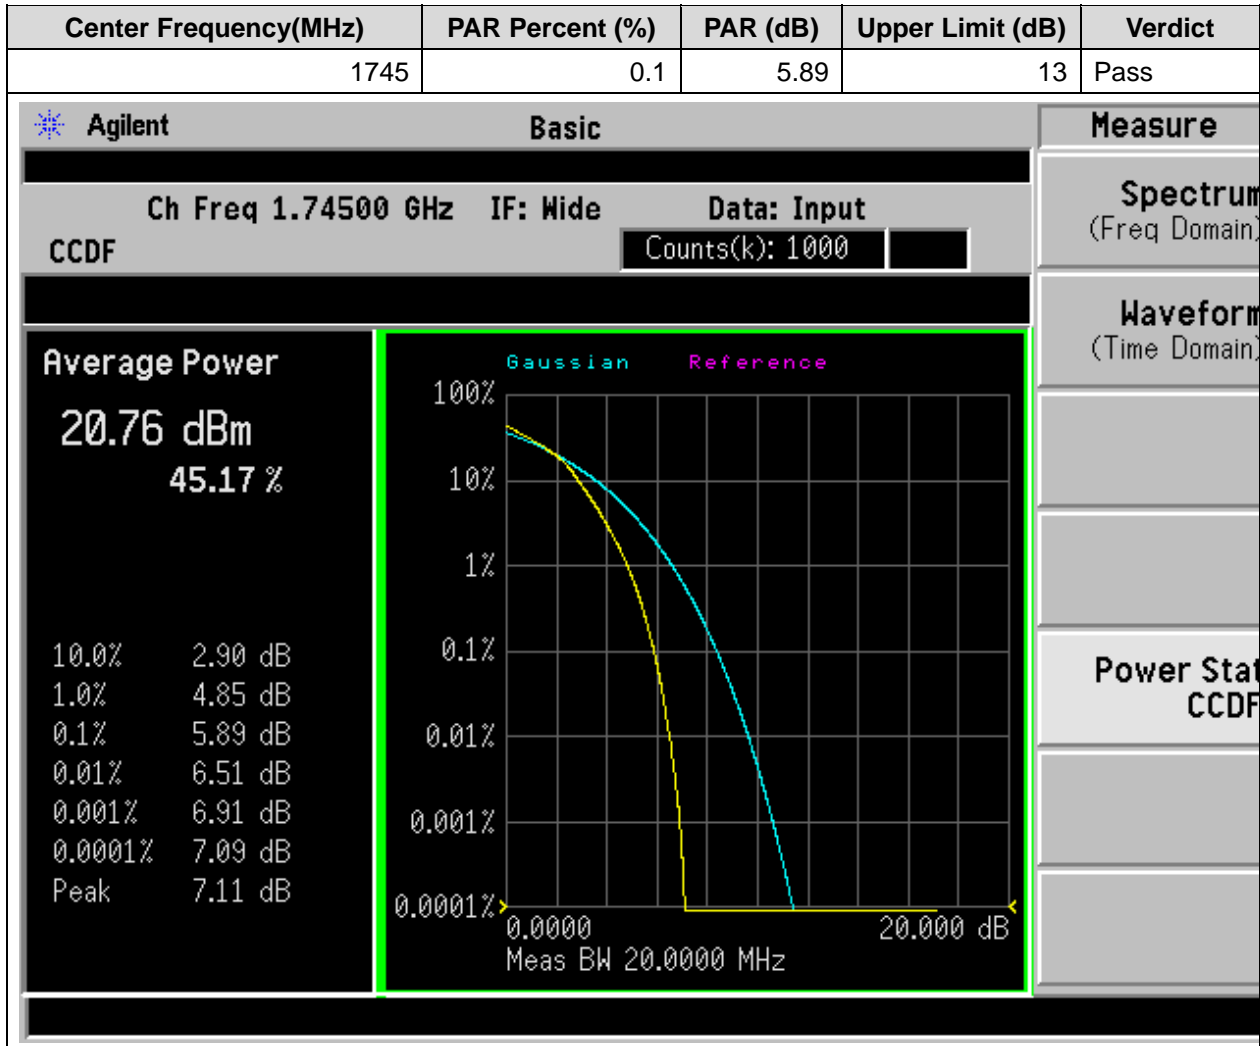 Center Frequency(MHz) PAR Percent (%) PAR (dB) Upper Limit (dB) Verdict
1745 0.1 5.89 13 Pass
Agilent Basic Measure
Ch Freq 1.74500 GHz IF: Wide Data: Input
CCDF Counts(k): 1000
Spectrum
(Freq Domain)
Waveform
(Time Domain)
Power Stat
CCDF
Average Power
20.76 dBm
45.17 %
10.0% 2.90 dB
1.0% 4.85 dB
0.1% 5.89 dB
0.01% 6.51 dB
0.001% 6.91 dB
0.0001% 7.09 dB
Peak 7.11 dB
Gaussian Reference
100%
10%
1%
0.1%
0.01%
0.001%
0.0001%
0.0000 20.000 dB
Meas BW 20.0000 MHz